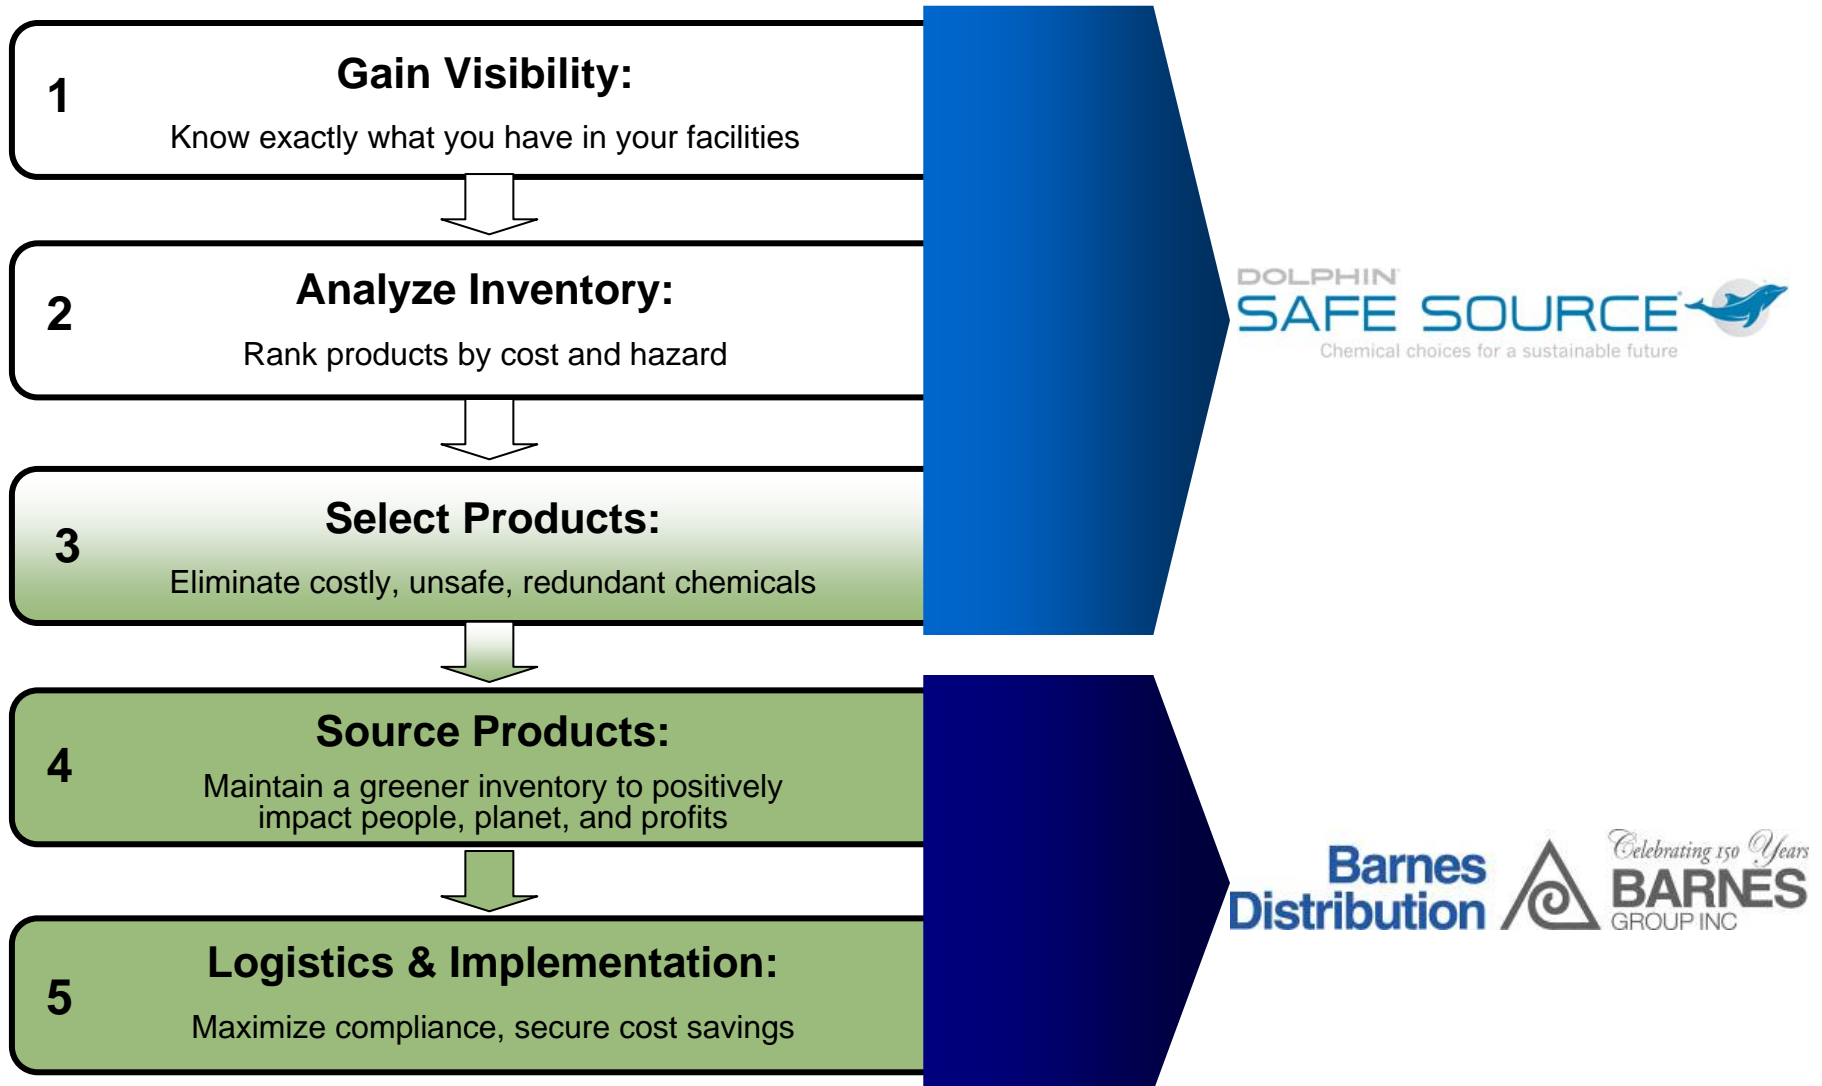 1
Gain Visibility:
Know exactly what you have in your facilities
2
Analyze Inventory:
Rank products by cost and hazard
3
Select Products:
Eliminate costly, unsafe, redundant chemicals
4
Source Products:
Maintain a greener inventory to positively
impact people, planet, and profits
5
Logistics & Implementation:
Maximize compliance, secure cost savings
DOLPHIN
SAFE SOURCE
Chemical choices for a sustainable future
Barnes
Distribution
Celebrating 150 Years
BARNES
GROUP INC